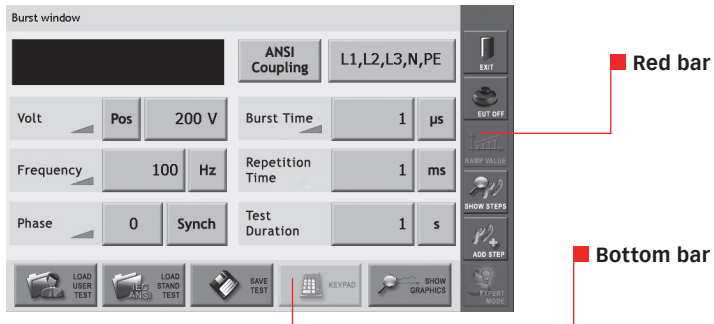 Burst window
ANSI
Coupling
L1,L2,L3,N,PE
EXIT
Red bar
Volt
Pos
200 V
Burst Time
1
µs
EUT OFF
Frequency
100
Hz
Repetition
Time
1
ms
RAMP VALUE
SHOW STEPS
Phase
0
Synch
Test
Duration
1
s
ADD STEP
Bottom bar
LOAD
USER
TEST
IEC
ANSI
LOAD
STAND
TEST
SAVE
TEST
KEYPAD
SHOW
GRAPHICS
EXPERT
MODE